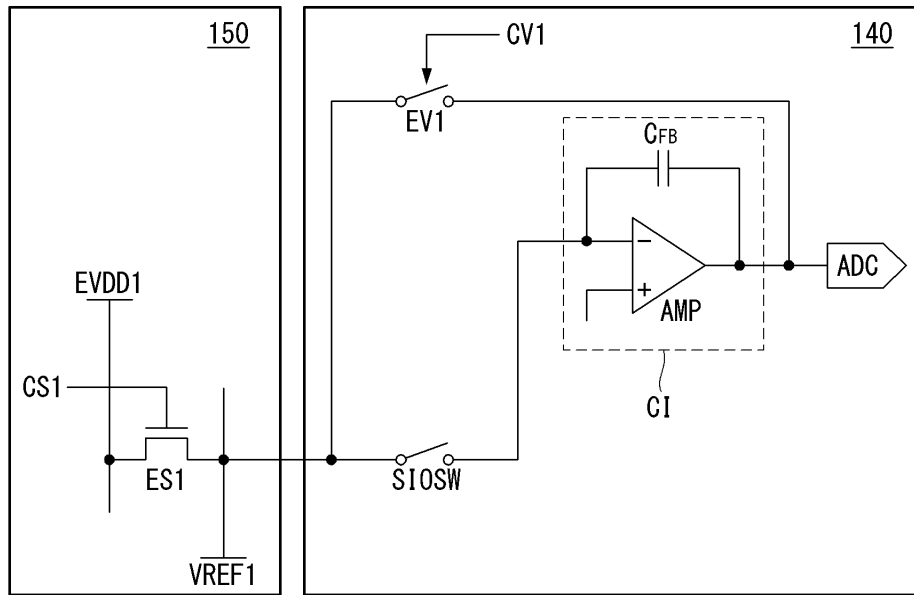 150
CV1
140
EV1
CFB
EVDD1
−
ADC
+
AMP
CS1
CI
ES1
SIOSW
VREF1